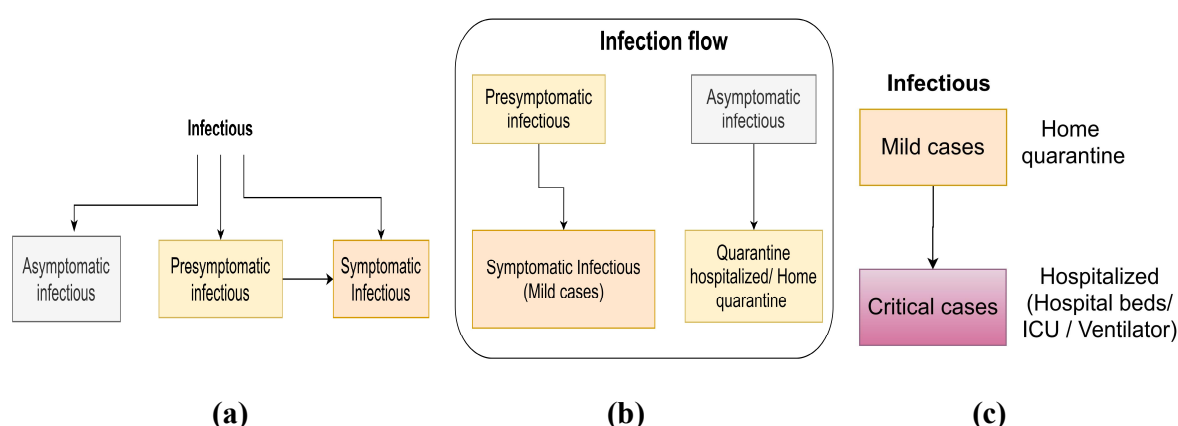 Infectious
Asymptomatic
infectious
Presymptomatic
infectious
Symptomatic
Infectious
(a)
Infection flow
Presymptomatic
infectious
Asymptomatic
infectious
Symptomatic Infectious
(Mild cases)
Quarantine
hospitalized/ Home
quarantine
(b)
Infectious
Mild cases
Home
quarantine
Critical cases
Hospitalized
(Hospital beds/
ICU / Ventilator)
(c)